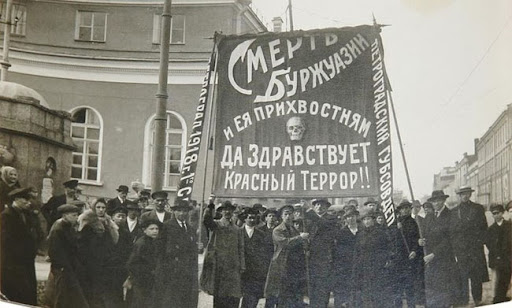 Смерть
Буржуазии
и ея прихвостням
Да здравствует
Красный Террор!!